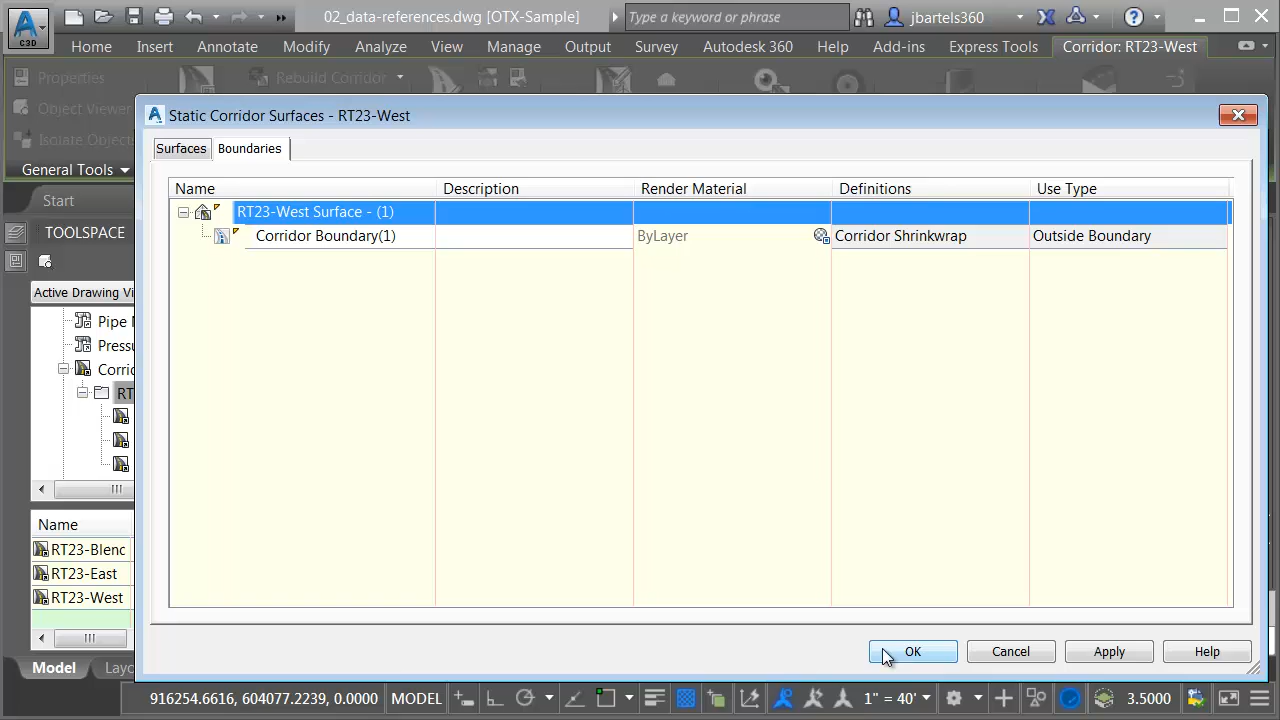 02_data-references.dwg [OTX-Sample]
Type a keyword or phrase
jbartels360
C3D
Home Insert Annotate Modify Analyze View Manage Output Survey Autodesk 360 Help Add-ins Express Tools Corridor: RT23-West
Properties
Rebuild Corridor
Object Viewer
Isolate Objects
General Tools
Static Corridor Surfaces - RT23-West
Surfaces Boundaries
Name Description Render Material Definitions Use Type
RT23-West Surface - (1)
Corridor Boundary(1) ByLayer Corridor Shrinkwrap Outside Boundary
Start
TOOLSPACE
Active Drawing Vi
Pipe
Pressu
Corric
RT
Name
RT23-Blenc
RT23-East
RT23-West
OK Cancel Apply Help
Model Layo
916254.6616, 604077.2239, 0.0000 MODEL 1" = 40' 3.5000